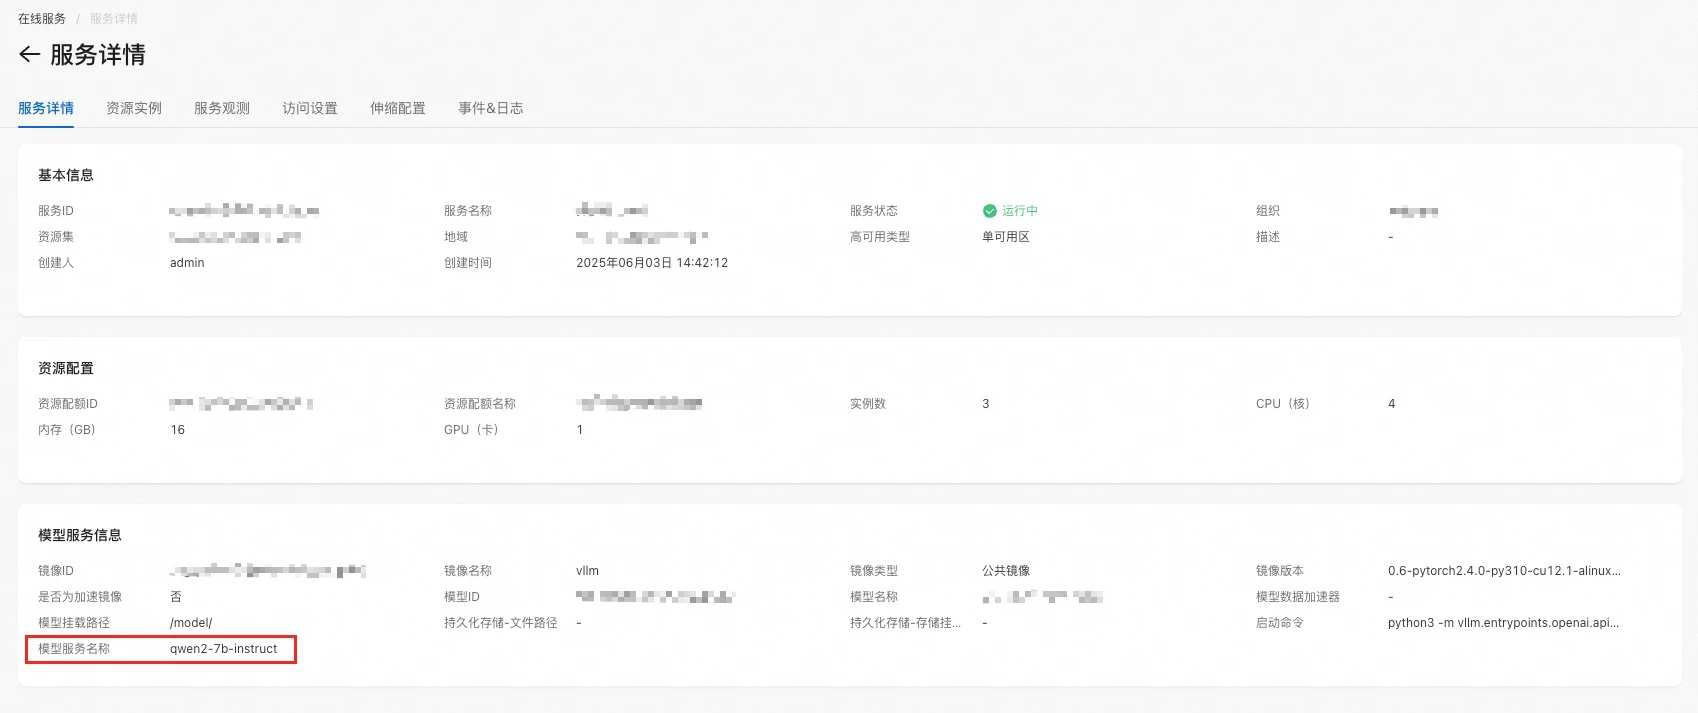 在线服务 / 服务详情
← 服务详情
服务详情 资源实例 服务观测 访问设置 伸缩配置 事件&日志
基本信息
服务ID 服务名称 服务状态 运行中 组织
资源集 地域 高可用类型 单可用区 描述 -
创建人 admin 创建时间 2025年06月03日 14:42:12
资源配置
资源配额ID 资源配额名称 实例数 3 CPU（核） 4
内存（GB） 16 GPU（卡） 1
模型服务信息
镜像ID 镜像名称 vllm 镜像类型 公共镜像 镜像版本 0.6-pytorch2.4.0-py310-cu12.1-alinux...
是否为加速镜像 否 模型ID 模型名称 模型数据加速器 -
模型挂载路径 /model/ 持久化存储-文件路径 - 持久化存储-存储挂... - 启动命令 python3 -m vllm.entrypoints.openai.api...
模型服务名称 qwen2-7b-instruct